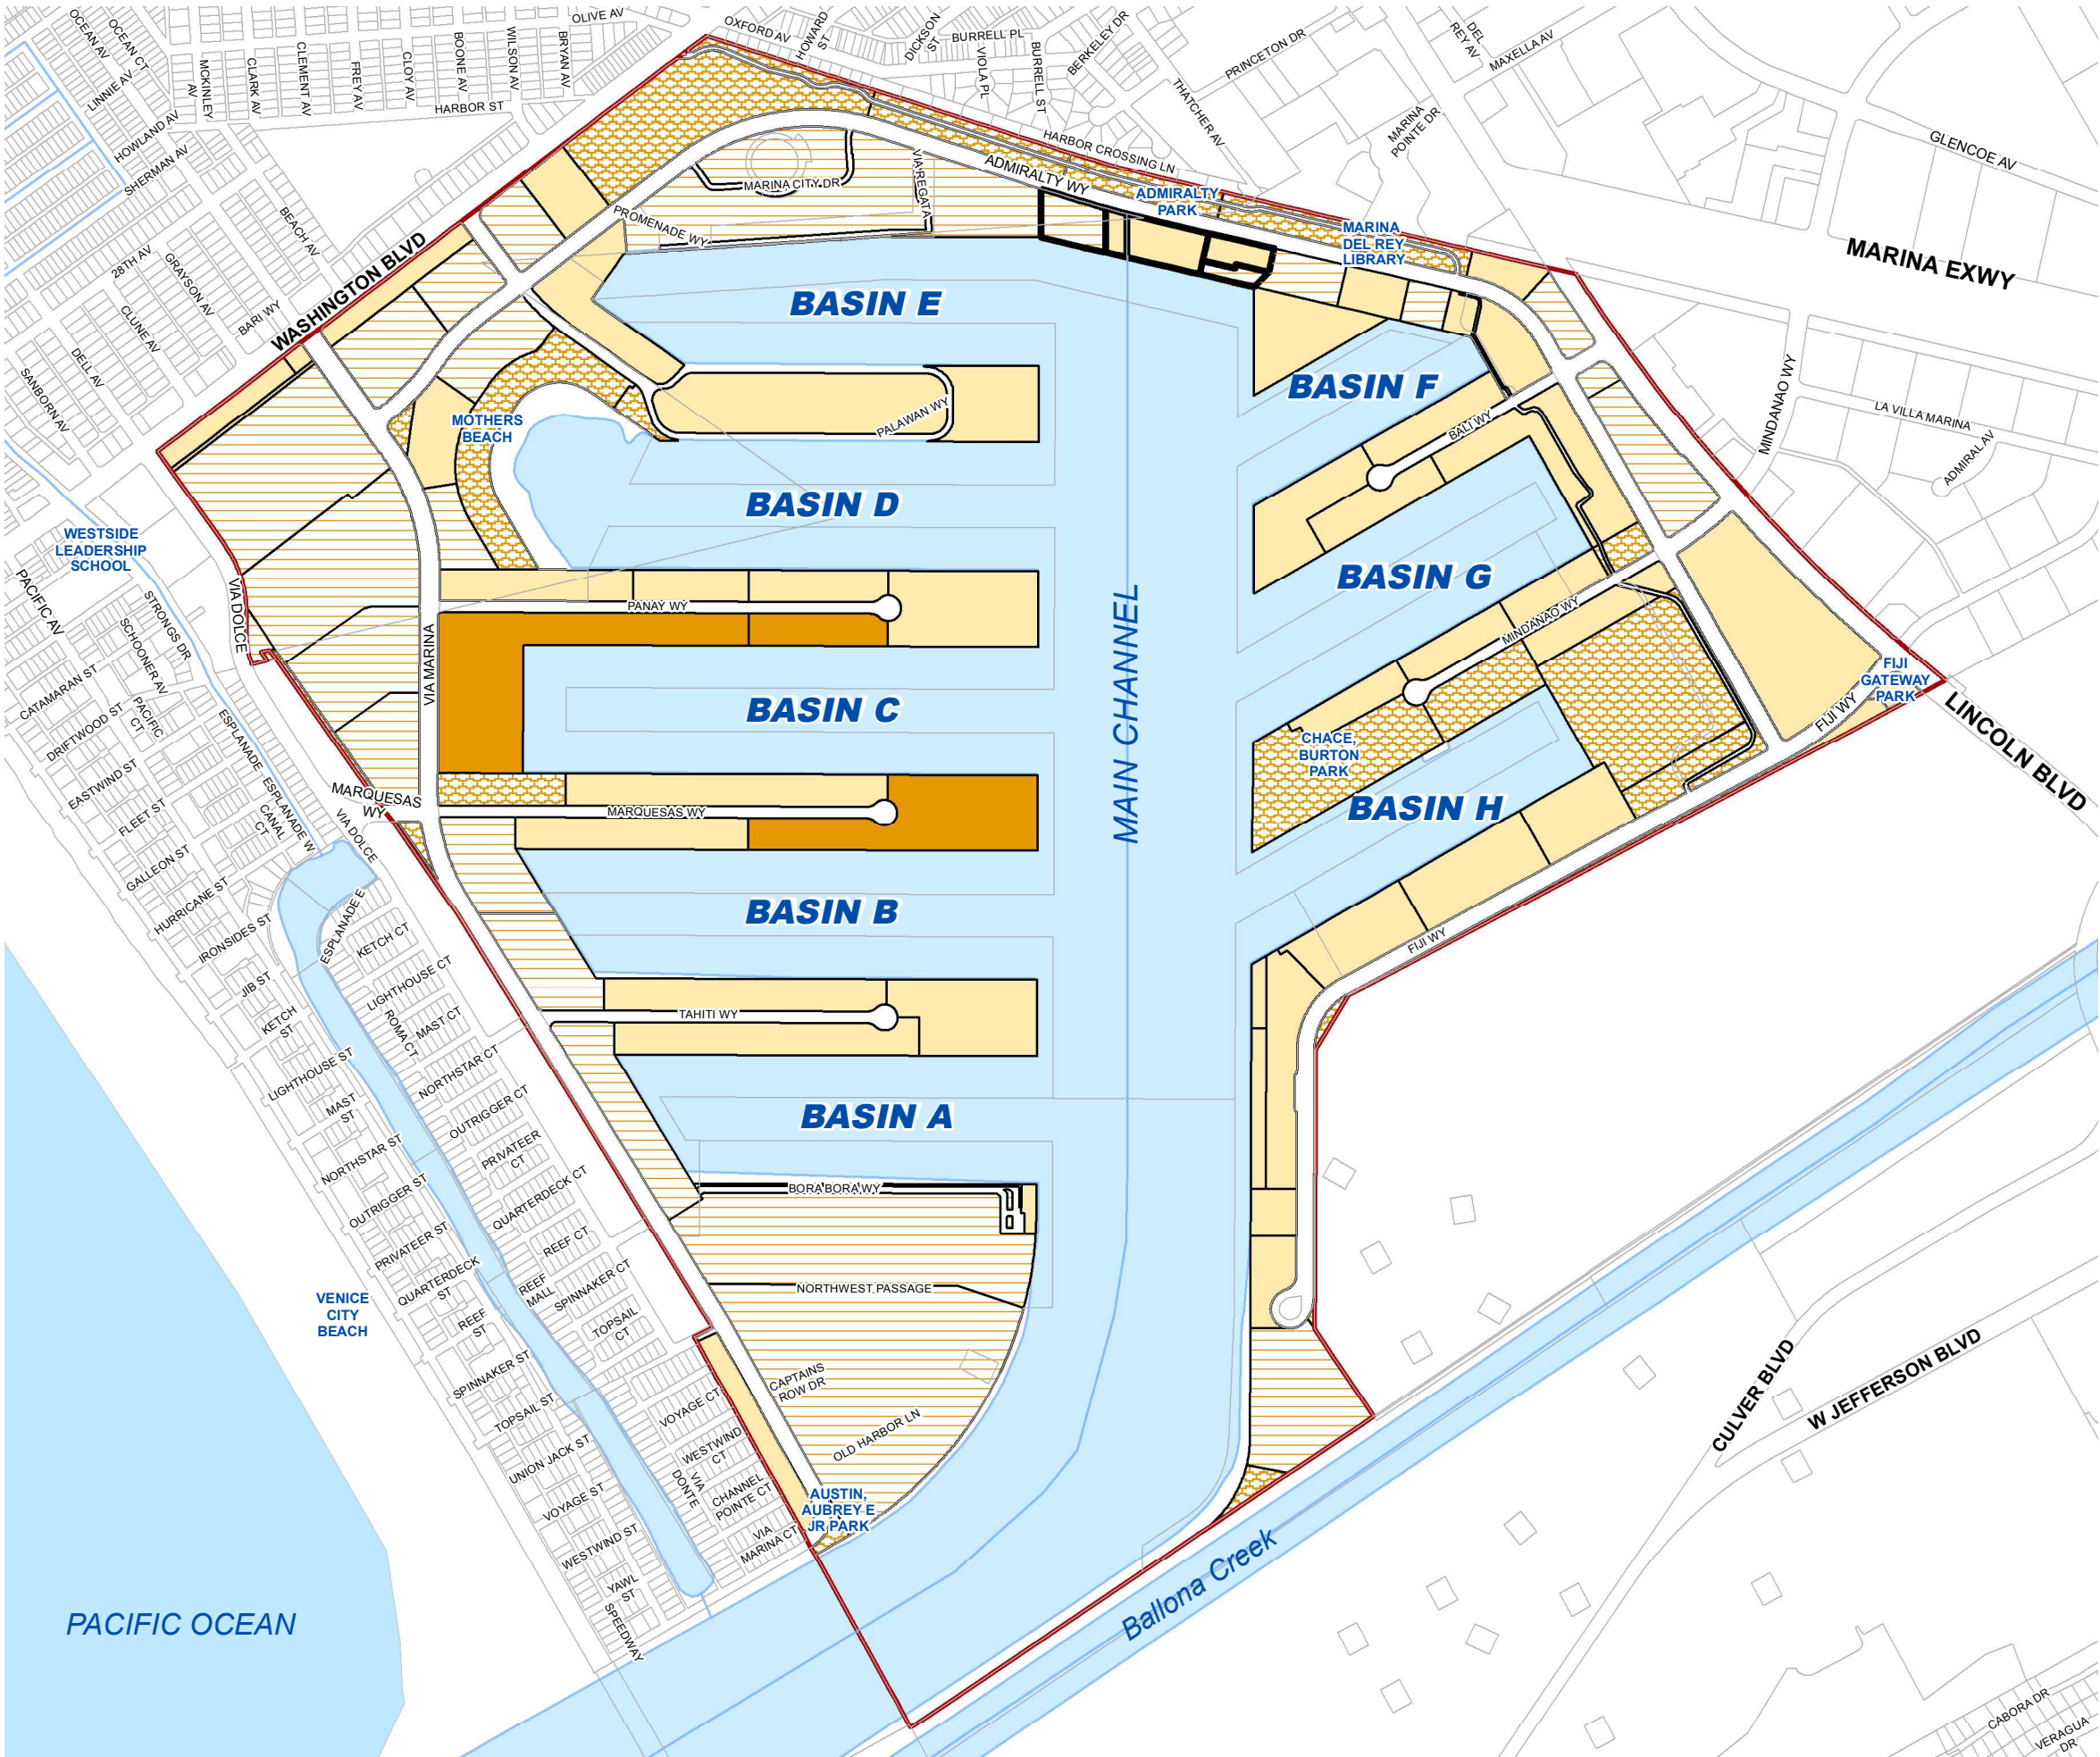 OLIVE AV
OXFORD AV
HOWARD
ST
DICKSON
ST
BURRELL PL
VIOLA PL
BURRELL ST
BERKELEY DR
PRINCETON DR
DEL
REY AV
MAXELLA AV
OCEAN AV
OCEAN CT
LINNIE AV
MCKINLEY
AV
CLARK AV
CLEMENT AV
FREY AV
CLOY AV
BOONE AV
WILSON AV
BRYAN AV
HARBOR ST
HOWLAND AV
SHERMAN AV
THATCHER AV
MARINA
POINTE DR
GLENCOE AV
HARBOR CROSSING LN
ADMIRALTY WY
ADMIRALTY
PARK
MARINA CITY DR
VIA REGATA
PROMENADE WY
BEACH AV
28TH AV
GRAYSON AV
CLUNE AV
BARI WY
WASHINGTON BLVD
MARINA
DEL REY
LIBRARY
MARINA EXWY
BASIN E
DELL AV
SANBORN AV
BASIN F
MINDANAO WY
LA VILLA MARINA
ADMIRAL AV
PALAWAN WY
BALI WY
MOTHERS
BEACH
BASIN D
WESTSIDE
LEADERSHIP
SCHOOL
PACIFIC AV
VIA DOLCE
STRONGS DR
SCHOONER AV
PANAY WY
BASIN G
MINDANAO WY
MAIN CHANNEL
VIA MARINA
CATAMARAN ST
PACIFIC
CT
DRIFTWOOD ST
EASTWIND ST
FLEET ST
GALLEON ST
HURRICANE ST
IRONSIDES ST
ESPLANADE
ESPLANADE W
CANAL
CT
BASIN C
FIJI
GATEWAY
PARK
FIJI WY
LINCOLN BLVD
CHACE,
BURTON
PARK
MARQUESAS
WY
VIA DOLCE
MARQUESAS WY
BASIN H
ESPLANADE E
KETCH CT
LIGHTHOUSE CT
ROMA CT
MAST CT
BASIN B
FIJI WY
JIB ST
KETCH
ST
LIGHTHOUSE ST
MAST
ST
NORTHSTAR CT
TAHITI WY
OUTRIGGER CT
BASIN A
NORTHSTAR ST
PRIVATEER
CT
OUTRIGGER ST
QUARTERDECK CT
BORA BORA WY
PRIVATEER ST
REEF CT
QUARTERDECK
ST
REEF
MALL
SPINNAKER CT
NORTHWEST PASSAGE
VENICE
CITY
BEACH
REEF
ST
TOPSAIL
CT
SPINNAKER ST
CAPTAINS
ROW DR
VOYAGE CT
TOPSAIL ST
OLD HARBOR LN
CULVER BLVD
W JEFFERSON BLVD
WESTWIND
CT
UNION JACK ST
VIA
DONTE
CHANNEL
POINTE CT
VOYAGE ST
AUSTIN,
AUBREY E
JR PARK
VIA
MARINA CT
WESTWIND ST
YAWL
ST
SPEEDWAY
Ballona Creek
PACIFIC OCEAN
CABORA DR
VERAGUA
DR